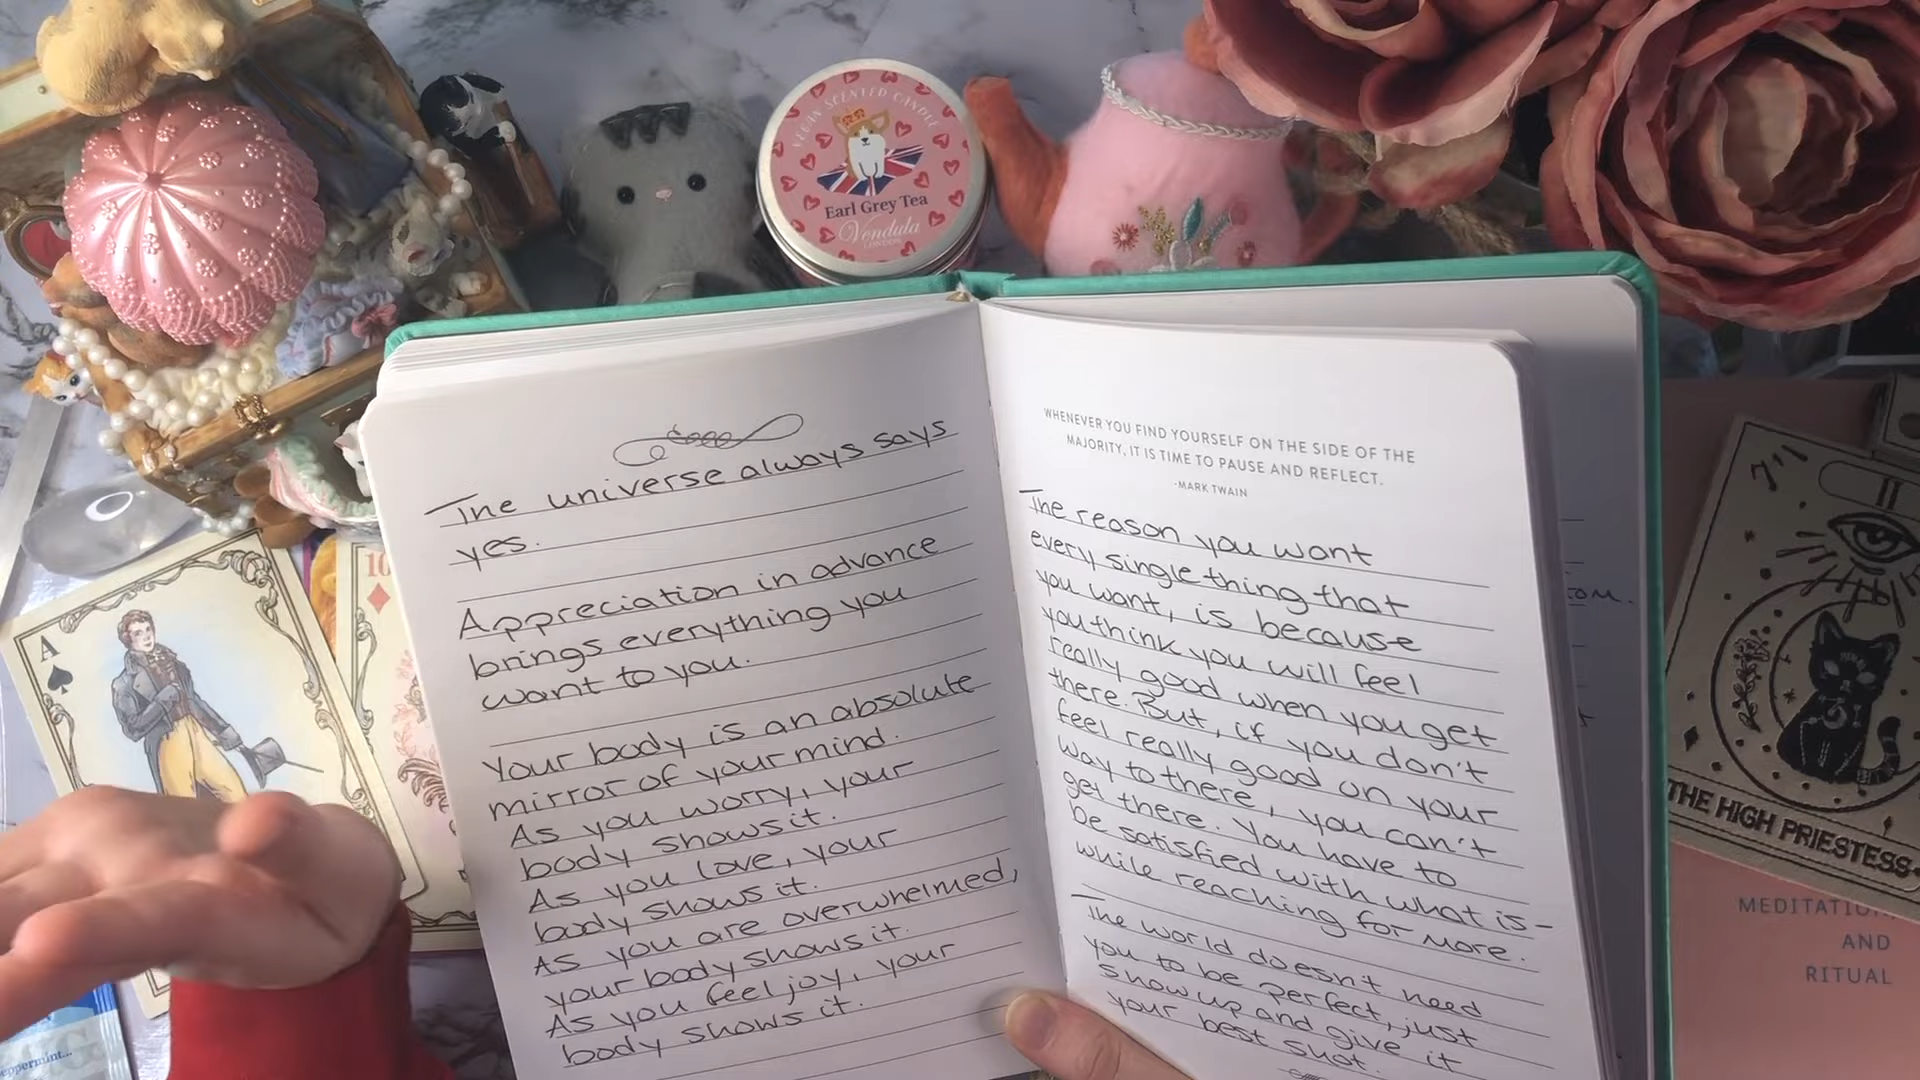 VEGAN SCENTED CANDLE
Earl Grey Tea
Vendula
LONDON
The universe always says
yes.
Appreciation in advance
brings everything you
want to you.
Your body is an absolute
mirror of your mind.
As you worry, your
body shows it.
As you love, your
body shows it.
As you are overwhelmed,
your body shows it.
As you feel joy, your
body shows it.
WHENEVER YOU FIND YOURSELF ON THE SIDE OF THE
MAJORITY, IT IS TIME TO PAUSE AND REFLECT.
-MARK TWAIN
The reason you want
every single thing that
you want, is because
you think you will feel
really good when you get
there. But, if you don't
feel really good on your
way to there, you can't
get there. You have to
be satisfied with what is-
while reaching for more.
The world doesn't need
you to be perfect, just
show up and give it
your best shot.
A
10
II
THE HIGH PRIESTESS
MEDITATION
AND
RITUAL
peppermint...